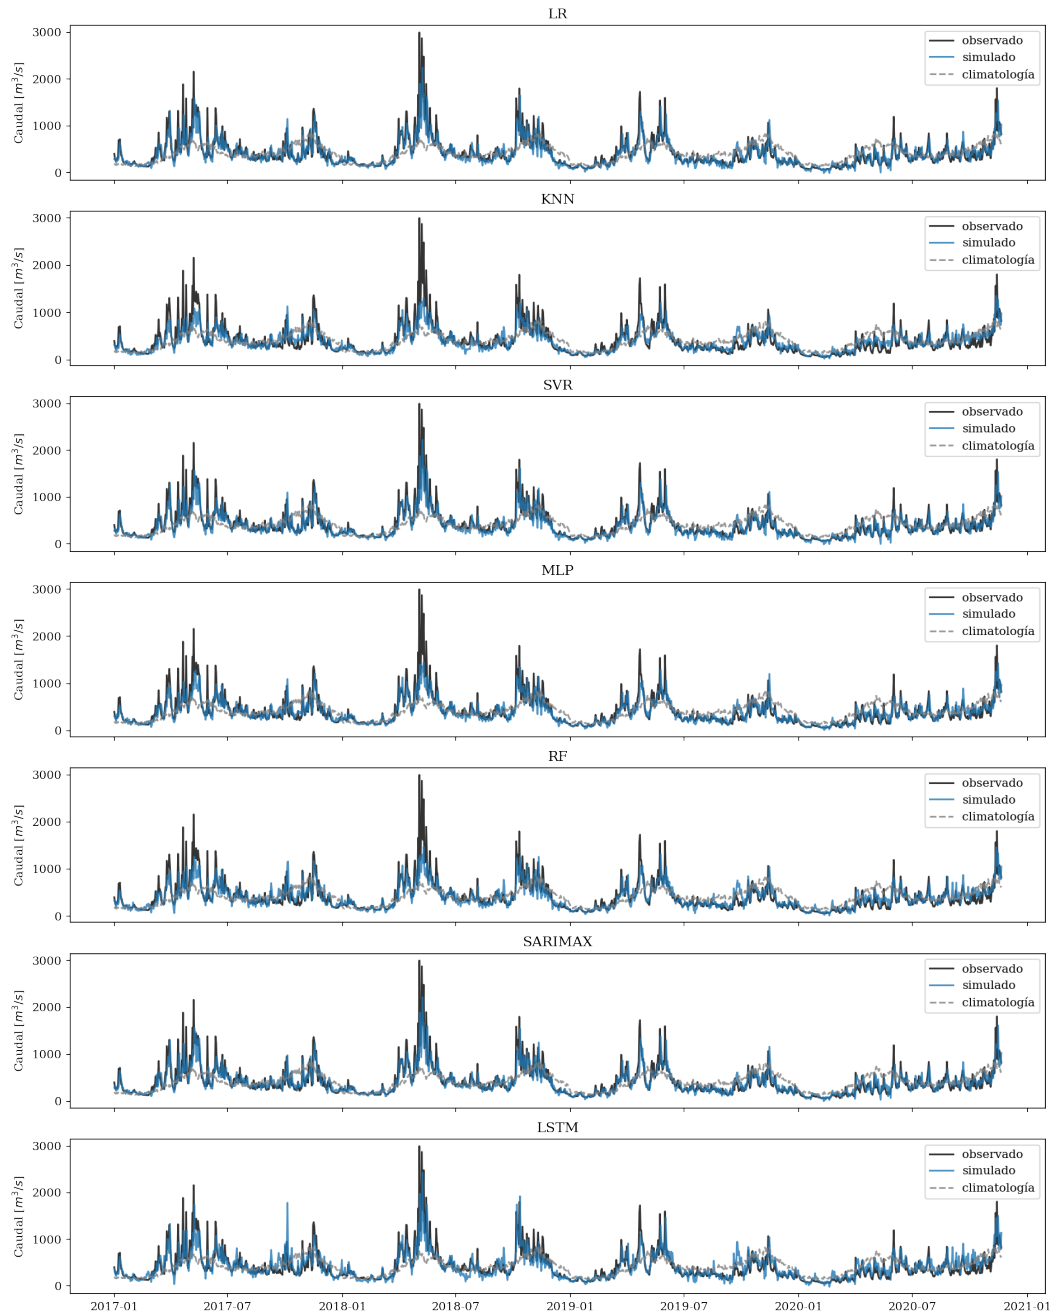 LR
3000
2000
1000
0
Caudal [m³/s]
observado
simulado
climatología
KNN
3000
2000
1000
0
Caudal [m³/s]
observado
simulado
climatología
SVR
3000
2000
1000
0
Caudal [m³/s]
observado
simulado
climatología
MLP
3000
2000
1000
0
Caudal [m³/s]
observado
simulado
climatología
RF
3000
2000
1000
0
Caudal [m³/s]
observado
simulado
climatología
SARIMAX
3000
2000
1000
0
Caudal [m³/s]
observado
simulado
climatología
LSTM
3000
2000
1000
0
Caudal [m³/s]
observado
simulado
climatología
2017-01 2017-07 2018-01 2018-07 2019-01 2019-07 2020-01 2020-07 2021-01